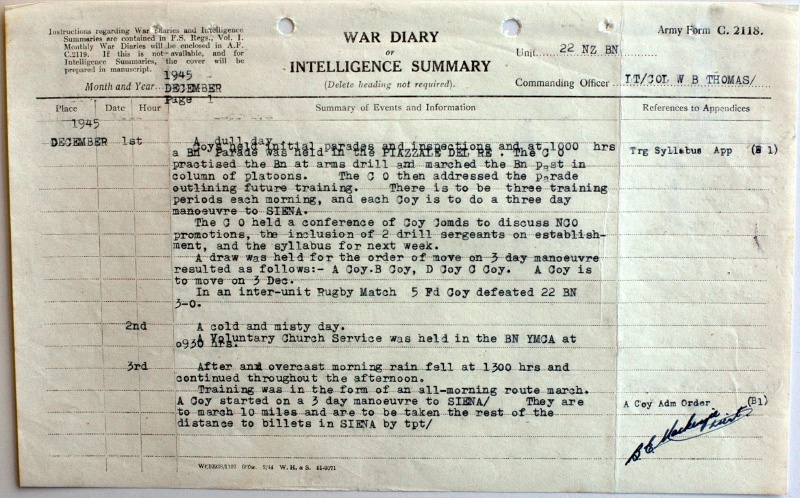 Instructions regarding War Diaries and Intelligence
Summaries are contained in F.S. Regs., Vol. I.
Monthly War Diaries will be enclosed in A.F.
C.2119. If this is not available, and for
Intelligence Summaries, the cover will be
prepared in manuscript.
WAR DIARY
or
INTELLIGENCE SUMMARY
(Delete heading not required).
Army Form C. 2118.
Unit 22 NZ BN
Commanding Officer LT/COL W B THOMAS/
1945
Month and Year DECEMBER
Page 1
Place Date Hour Summary of Events and Information References to Appendices
1945
DECEMBER 1st A dull day
Coys held initial parades and inspections and at 1000 hrs
a Bn Parade was held in the PIAZZALE DEL RE . The C O Trg Syllabus App (B 1)
practised the Bn at arms drill and marched the Bn past in
column of platoons. The C O then addressed the parade
outlining future training. There is to be three training
periods each morning, and each Coy is to do a three day
manoeuvre to SIENA.
The C O held a conference of Coy Comds to discuss NCO
promotions, the inclusion of 2 drill sergeants on establish-
ment, and the syllabus for next week.
A draw was held for the order of move on 3 day manoeuvre
resulted as follows:- A Coy.B Coy, D Coy C Coy. A Coy is
to move on 3 Dec.
In an inter-unit Rugby Match 5 Fd Coy defeated 22 BN
3-0.
2nd A cold and misty day.
A Voluntary Church Service was held in the BN YMCA at
0930 hrs.
3rd After and overcast morning rain fell at 1300 hrs and
continued throughout the afternoon.
Training was in the form of an all-morning route march.
A Coy started on a 3 day manoeuvre to SIENA/ They are A Coy Adm Order (B1)
to march 10 miles and are to be taken the rest of the
distance to billets in SIENA by tpt/
W. H. & S.